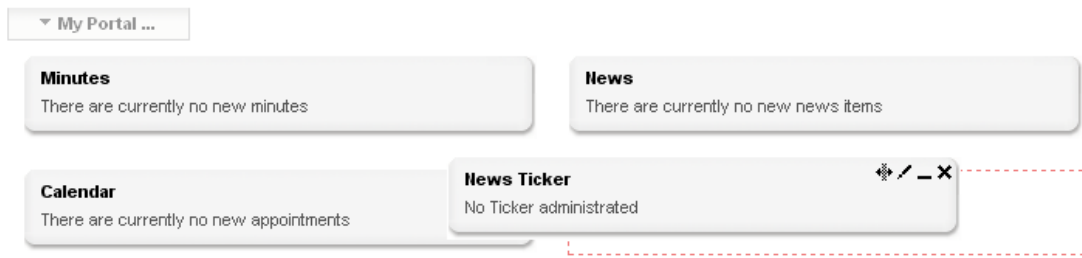 My Portal ...
Minutes
There are currently no new minutes
News
There are currently no new news items
Calendar
There are currently no new appointments
News Ticker
No Ticker administrated